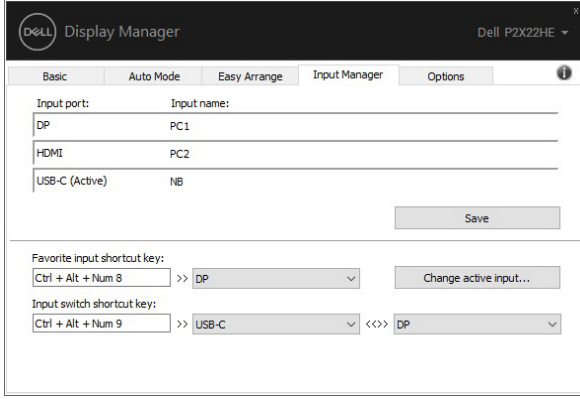 DELL Display Manager Dell P2X22HE
Basic Auto Mode Easy Arrange Input Manager Options
Input port: Input name:
DP PC1
HDMI PC2
USB-C (Active) NB
Save
Favorite input shortcut key:
Ctrl + Alt + Num 8 >> DP Change active input...
Input switch shortcut key:
Ctrl + Alt + Num 9 >> USB-C <<>> DP